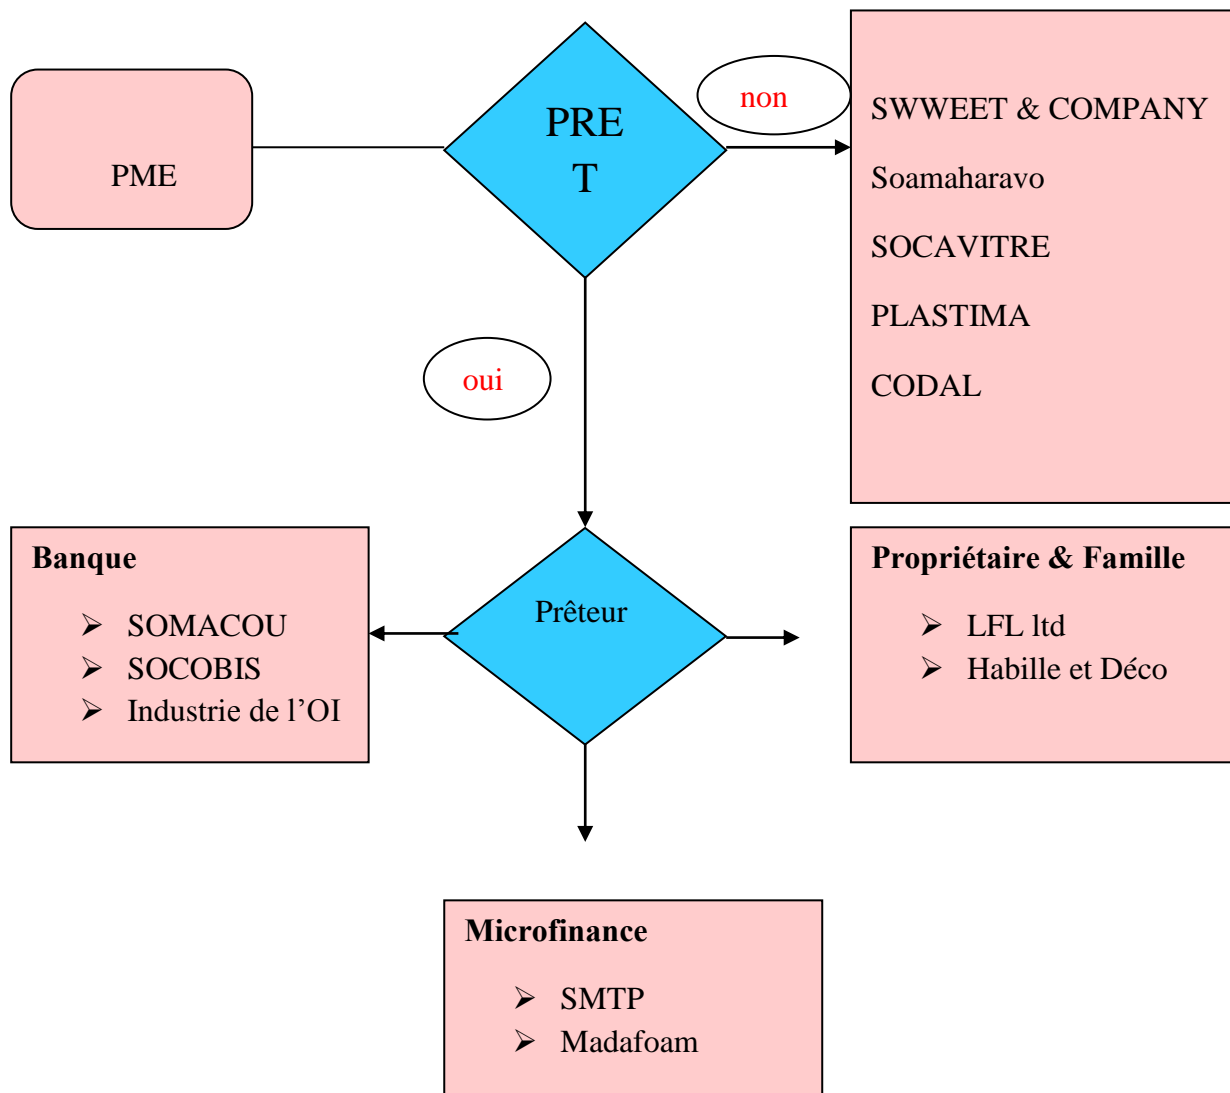 PME
PRE
T
non
SWWEET & COMPANY
Soamaharavo
SOCAVITRE
PLASTIMA
CODAL
oui
Banque
SOMACOU
SOCOBIS
Industrie de l’OI
Prêteur
Propriétaire & Famille
LFL ltd
Habille et Déco
Microfinance
SMTP
Madafoam